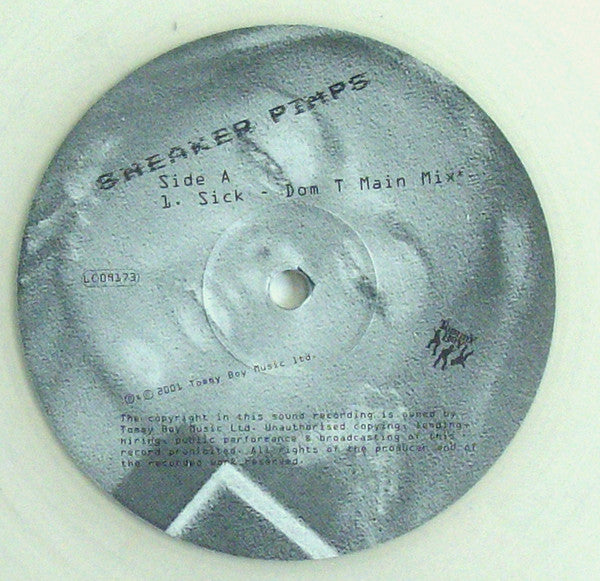 SNEAKER PIMPS
Side A
1. Sick - Dom T Main Mix*
LC09173
℗&© 2001 Tommy Boy Music ltd.
The copyright in this sound recording is owned by
Tommy Boy Music Ltd. Unauthorised copying, lending,
hiring, public performance & broadcasting of this
record prohibited. All rights of the producer and of
the recorded work reserved.